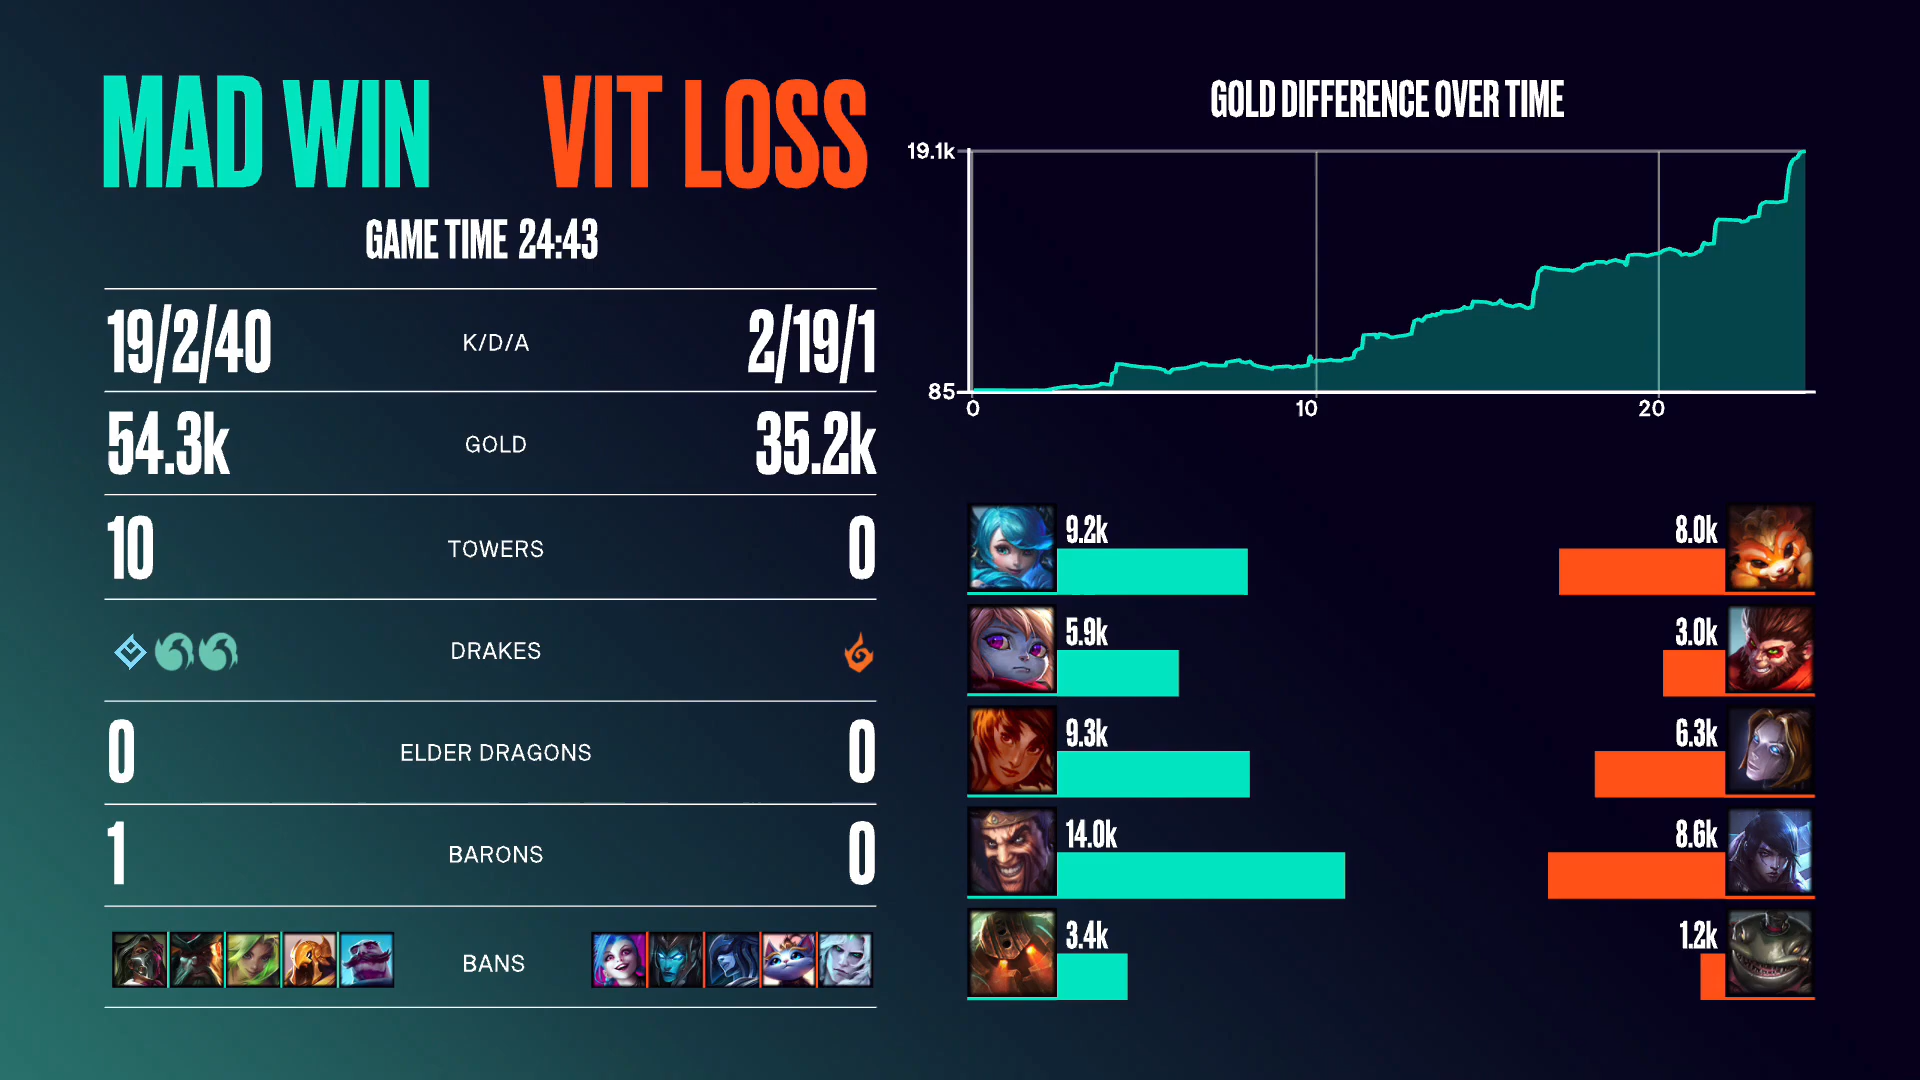 MAD WIN VIT LOSS
GAME TIME 24:43
19/2/40 K/D/A 2/19/1
54.3k GOLD 35.2k
10 TOWERS 0
DRAKES
0 ELDER DRAGONS 0
1 BARONS 0
BANS
GOLD DIFFERENCE OVER TIME
19.1k
85
0 10 20
9.2k 8.0k
5.9k 3.0k
9.3k 6.3k
14.0k 8.6k
3.4k 1.2k